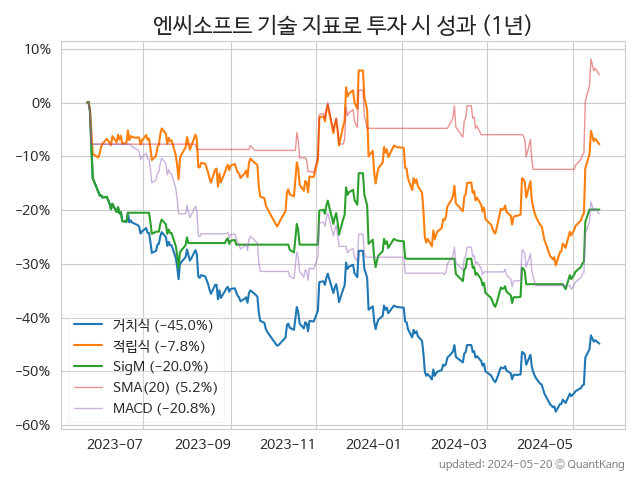 엔씨소프트 기술 지표로 투자 시 성과 (1년)
10%
0%
−10%
−20%
−30%
−40%
−50%
−60%
거치식 (−45.0%)
적립식 (−7.8%)
SigM (−20.0%)
SMA(20) (5.2%)
MACD (−20.8%)
2023−07 2023−09 2023−11 2024−01 2024−03 2024−05
updated: 2024−05−20 © QuantKang